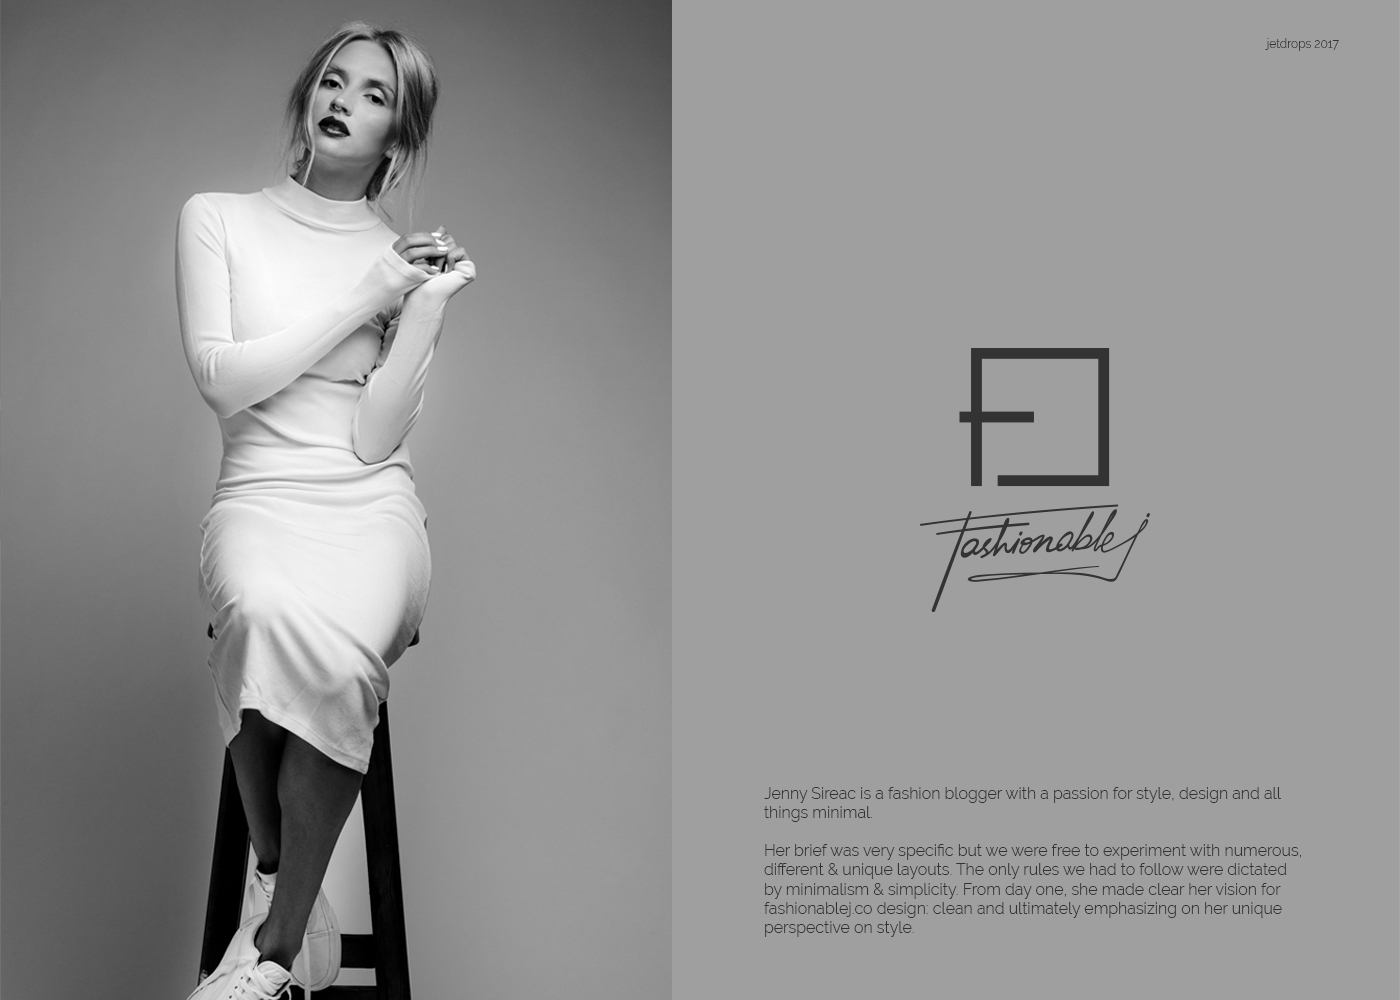 jetdrops 2017
FJ
Fashionablej
Jenny Sireac is a fashion blogger with a passion for style, design and all
things minimal.
Her brief was very specific but we were free to experiment with numerous,
different & unique layouts. The only rules we had to follow were dictated
by minimalism & simplicity. From day one, she made clear her vision for
fashionablej.co design: clean and ultimately emphasizing on her unique
perspective on style.